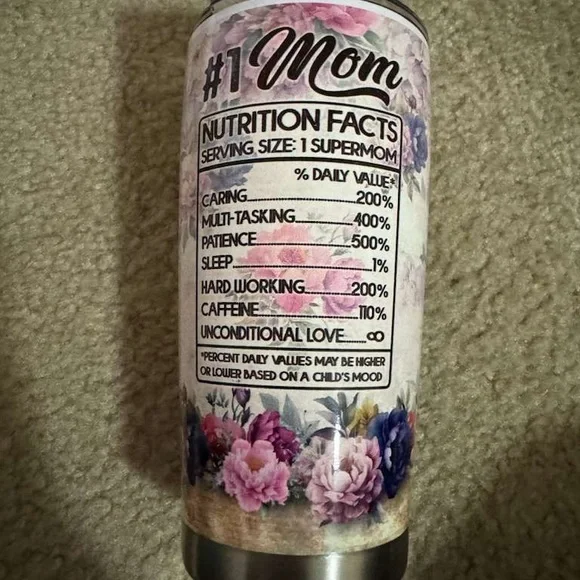 #1 Mom
NUTRITION FACTS
SERVING SIZE: 1 SUPERMOM
% DAILY VALUE*
CARING........200%
MULTI-TASKING........400%
PATIENCE........500%
SLEEP........1%
HARD WORKING........200%
CAFFEINE........110%
UNCONDITIONAL LOVE........∞
*PERCENT DAILY VALUES MAY BE HIGHER
OR LOWER BASED ON A CHILD'S MOOD